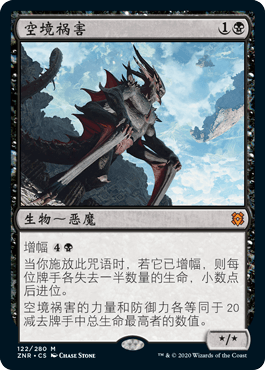 空境祸害 1
生物～恶魔
增幅 4
当你施放此咒语时，若它已增幅，则每
位牌手各失去一半数量的生命，小数点
后进位。
空境祸害的力量和防御力各等同于20
减去牌手中总生命最高者的数值。
122/280 M
ZNR • CS CHASE STONE
*/*
™ & © 2020 Wizards of the Coast